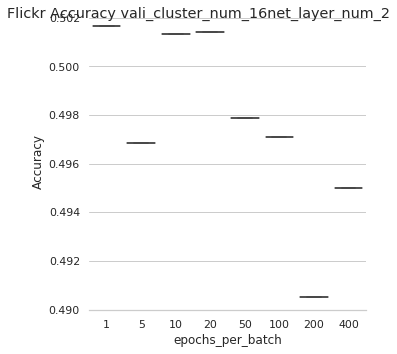 Flickr Accuracy vali_cluster_num_16net_layer_num_2
0.502
0.500
0.498
0.496
0.494
0.492
0.490
Accuracy
1 5 10 20 50 100 200 400
epochs_per_batch